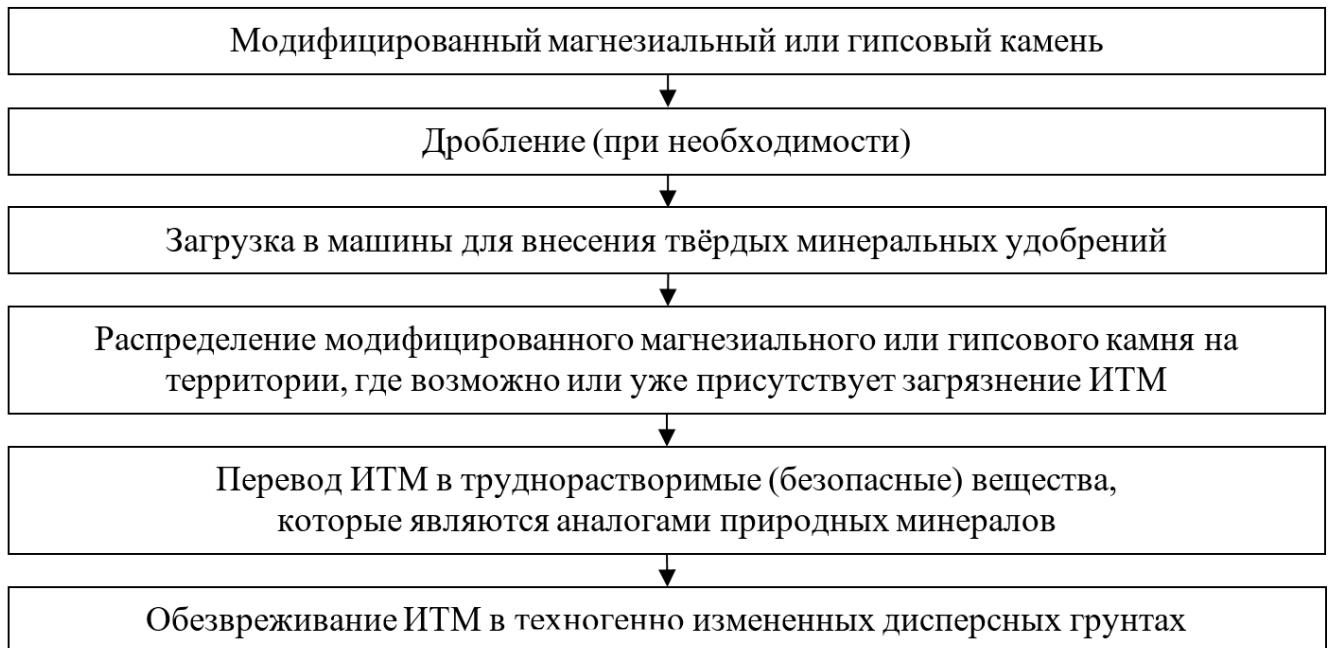 Модифицированный магнезиальный или гипсовый камень
Дробление (при необходимости)
Загрузка в машины для внесения твёрдых минеральных удобрений
Распределение модифицированного магнезиального или гипсового камня на
территории, где возможно или уже присутствует загрязнение ИТМ
Перевод ИТМ в труднорастворимые (безопасные) вещества,
которые являются аналогами природных минералов
Обезвреживание ИТМ в техногенно измененных дисперсных грунтах